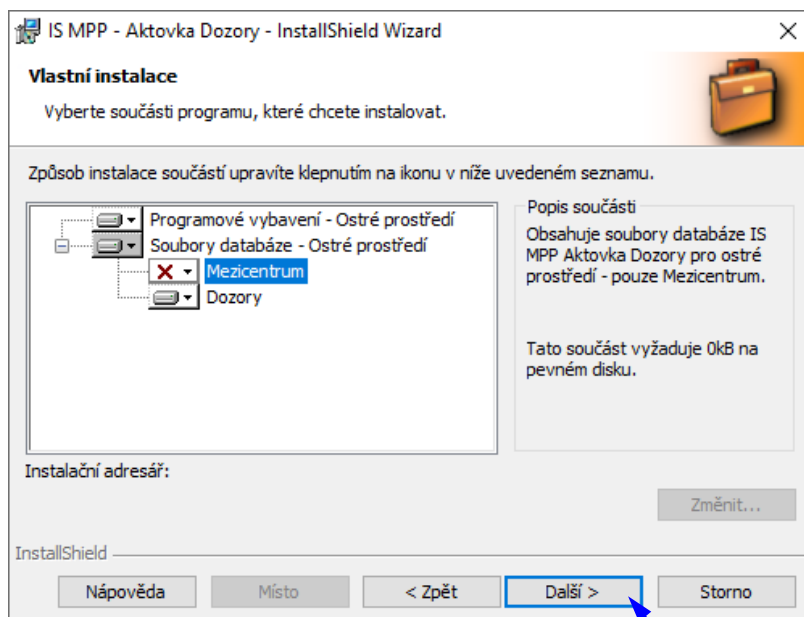 IS MPP - Aktovka Dozory - InstallShield Wizard
Vlastní instalace
Vyberte součásti programu, které chcete instalovat.
Způsob instalace součástí upravíte klepnutím na ikonu v níže uvedeném seznamu.
Programové vybavení - Ostré prostředí
Soubory databáze - Ostré prostředí
Mezicentrum
Dozory
Popis součásti
Obsahuje soubory databáze IS
MPP Aktovka Dozory pro ostré
prostředí - pouze Mezicentrum.
Tato součást vyžaduje 0kB na
pevném disku.
Instalační adresář:
Změnit...
InstallShield
Nápověda
Místo
< Zpět
Další >
Storno